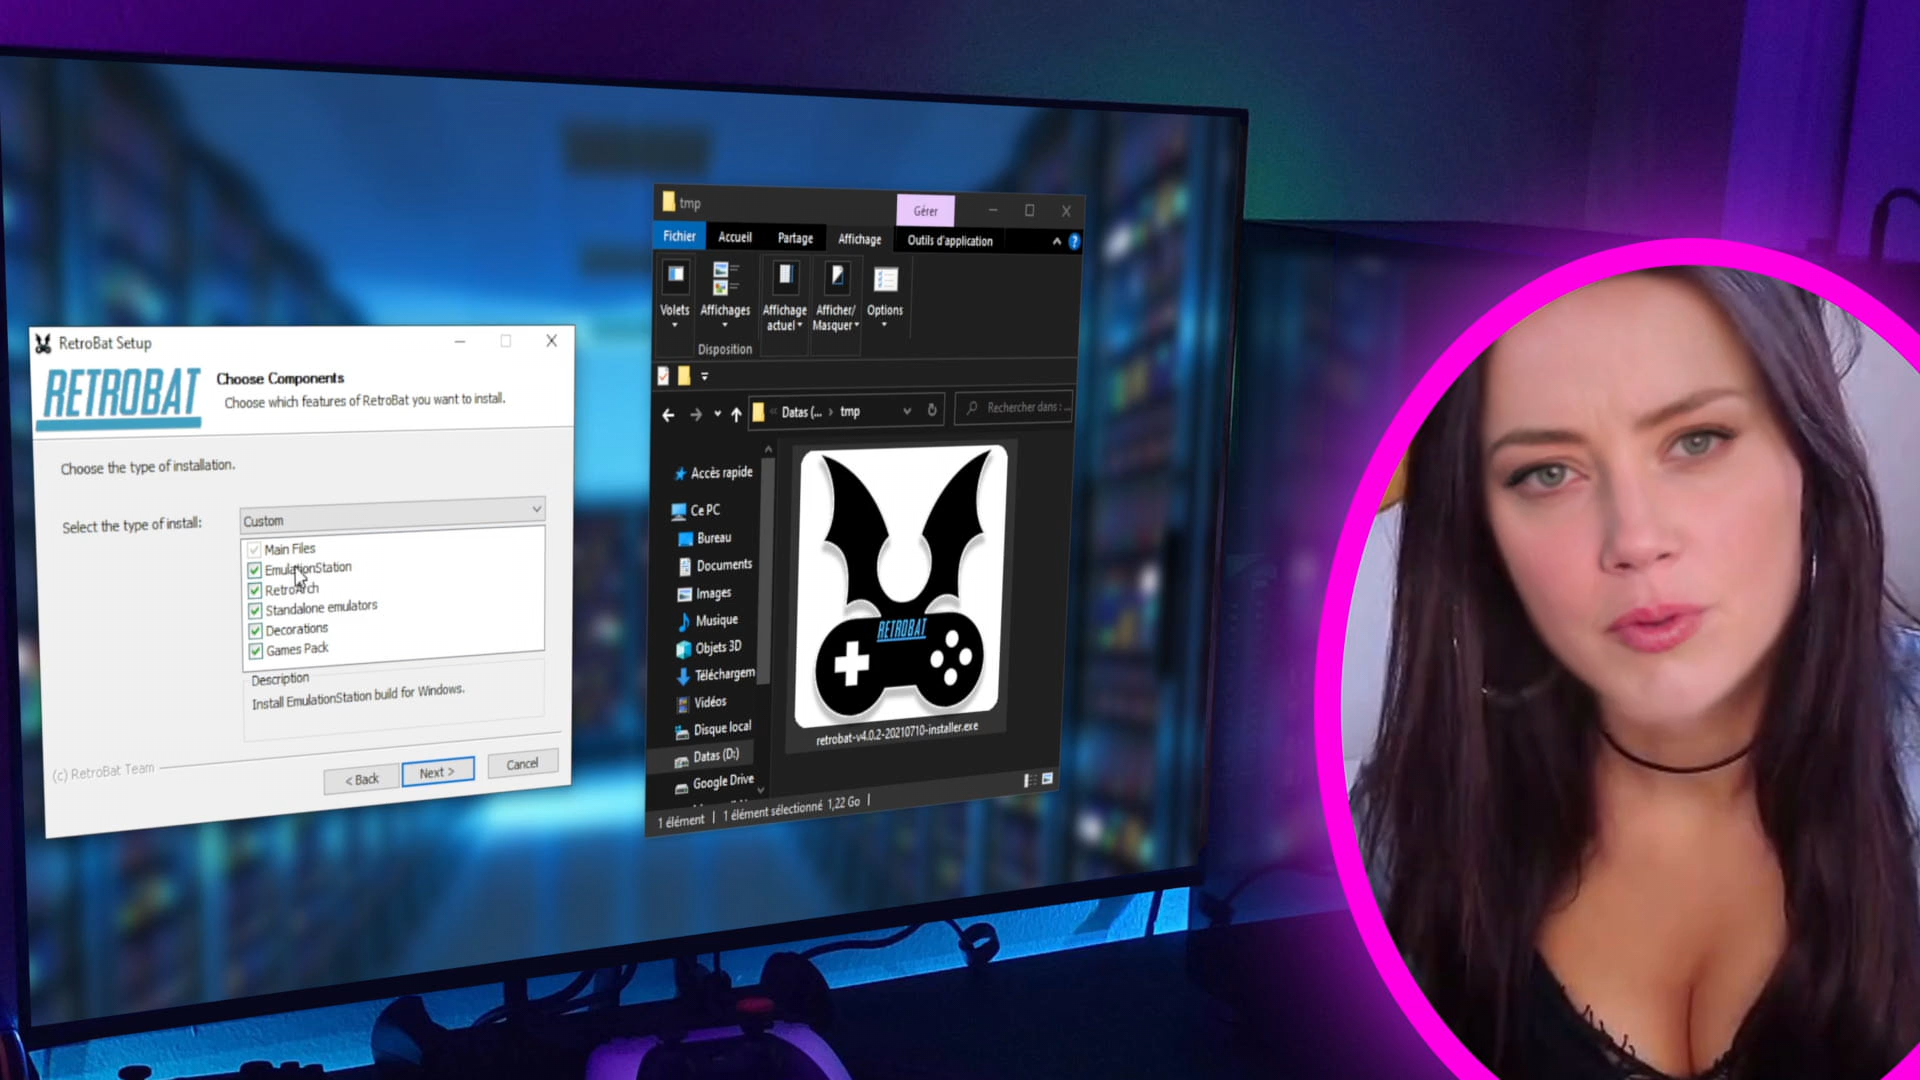 RetroBat Setup
RETROBAT
Choose Components
Choose which features of RetroBat you want to install.
Choose the type of installation.
Select the type of install:
Custom
Main Files
EmulationStation
RetroArch
Standalone emulators
Decorations
Games Pack
Description
Install EmulationStation build for Windows.
(c) RetroBat Team
< Back
Next >
Cancel
tmp
Gérer
Fichier
Accueil
Partage
Affichage
Outils d'application
?
Volets
Affichages
Affichage
actuel
Afficher/
Masquer
Options
Disposition
« Datas (... › tmp
Rechercher dans : ...
Accès rapide
Ce PC
Bureau
Documents
Images
Musique
Objets 3D
Téléchargem
Vidéos
Disque local
Datas (D:)
Google Drive
RETROBAT
retrobat-v4.0.2-20210710-installer.exe
1 élément | 1 élément sélectionné 1,22 Go |